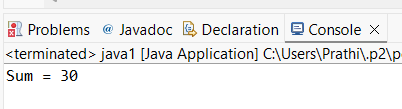 Problems @ Javadoc Declaration Console ×
<terminated> java1 [Java Application] C:\Users\Prathi\.p2\p
Sum = 30